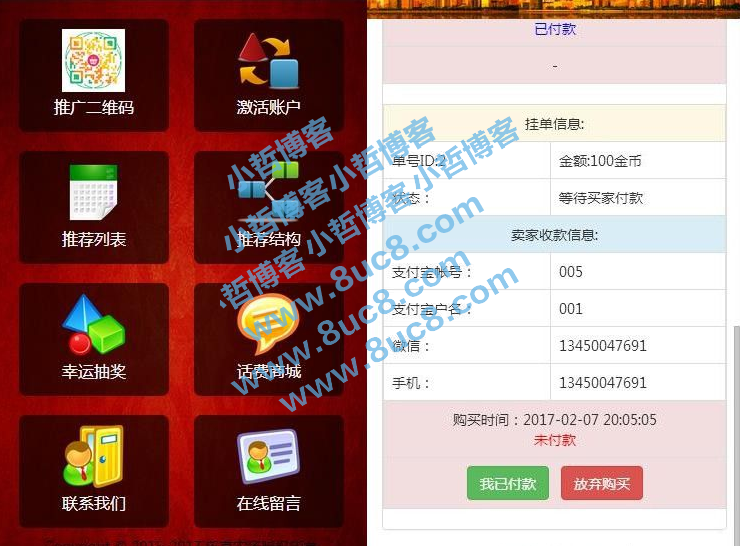 推广二维码
激活账户
推荐列表
推荐结构
幸运抽奖
话费商城
联系我们
在线留言
已付款
-
挂单信息:
单号ID:2
金额:100金币
状态：
等待买家付款
卖家收款信息:
支付宝帐号：
005
支付宝户名：
001
微信：
13450047691
手机：
13450047691
购买时间：2017-02-07 20:05:05
未付款
我已付款
放弃购买
小哲博客小哲博客小哲博客
小哲博客小哲博客小哲博客
www.8uc8.com
www.8uc8.com
www.8uc8.com